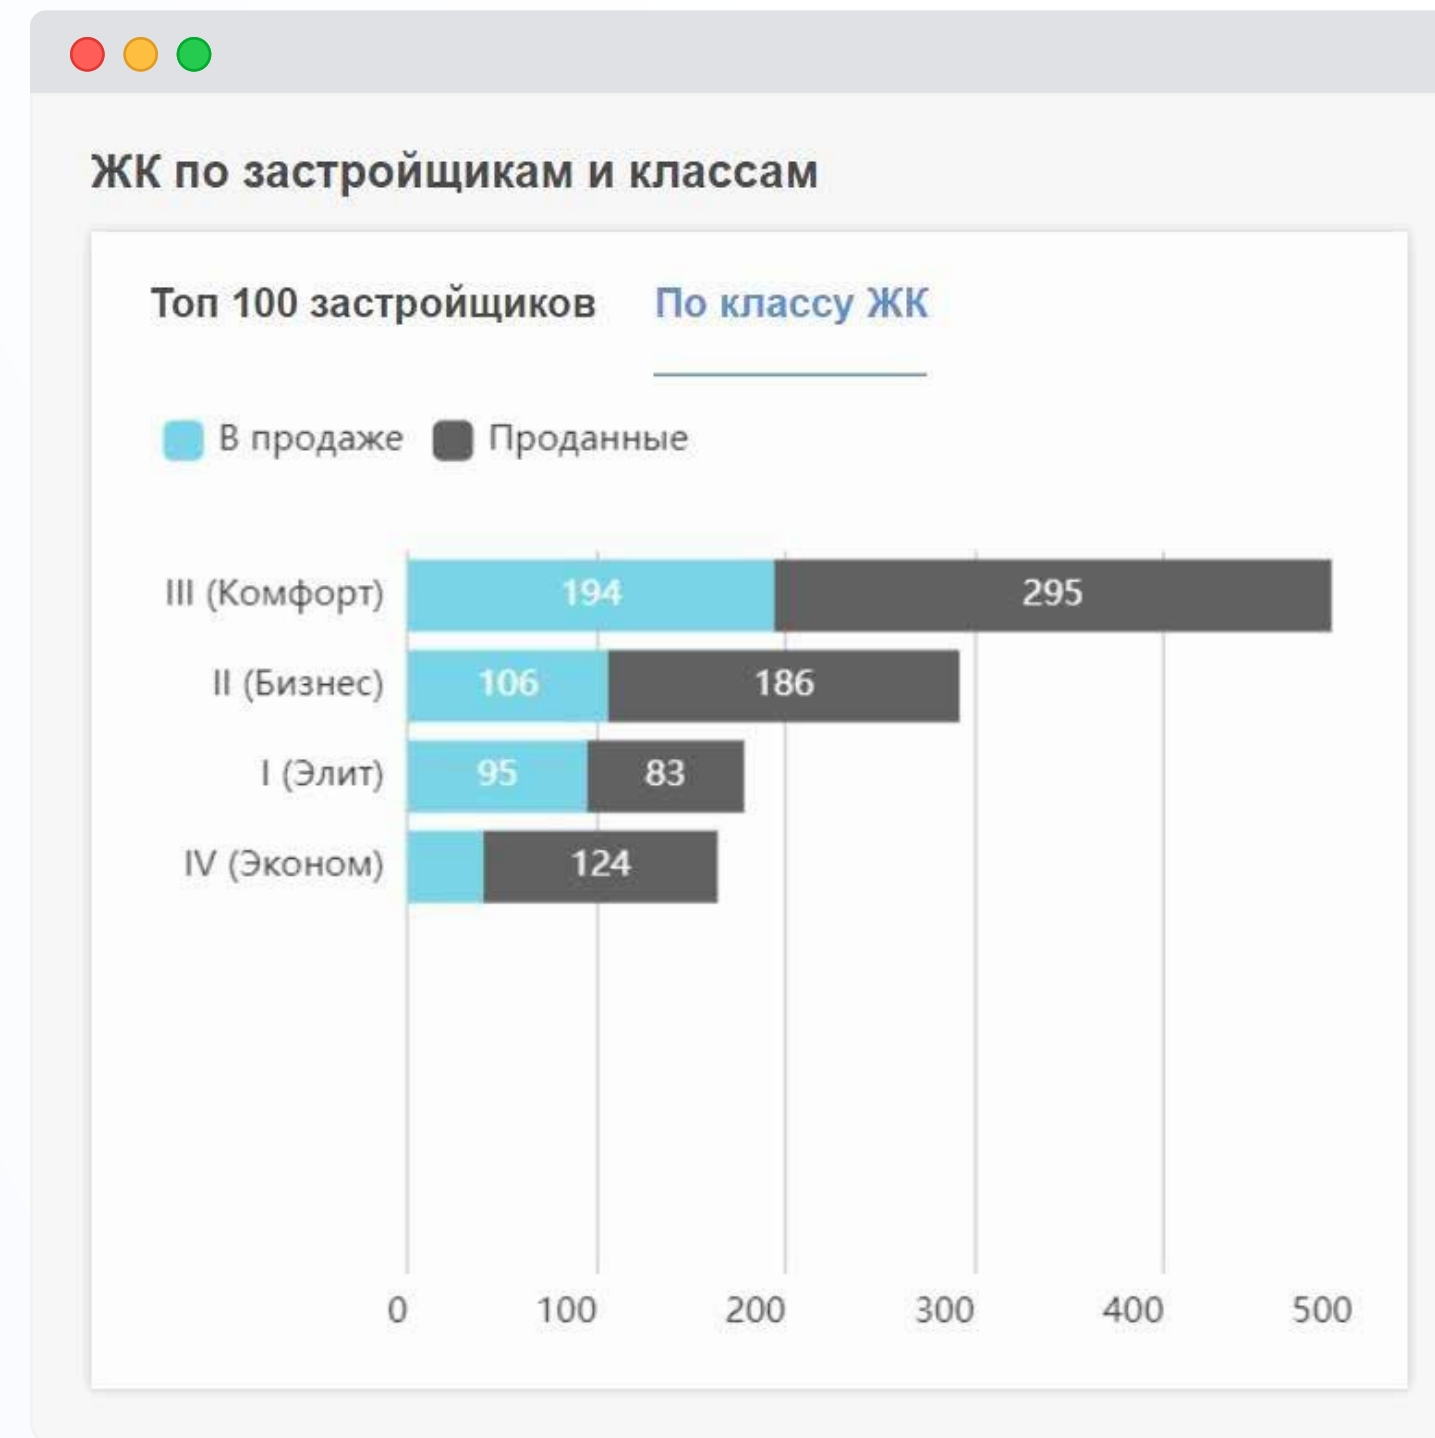 ЖК по застройщикам и классам
Топ 100 застройщиков По классу ЖК
В продаже Проданные
III (Комфорт) 194 295
II (Бизнес) 106 186
I (Элит) 95 83
IV (Эконом) 124
0 100 200 300 400 500